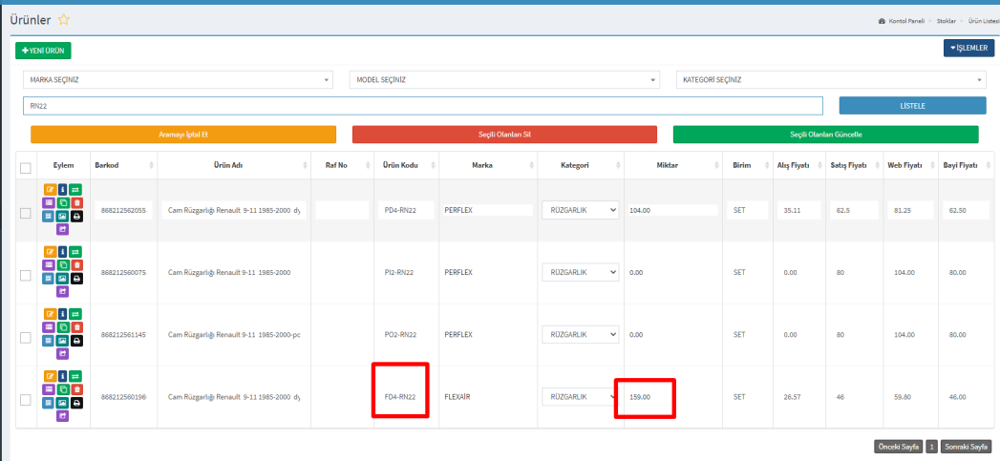 Ürünler
Kontol Paneli > Stoklar > Ürün Listesi
+YENİ ÜRÜN
İŞLEMLER
MARKA SEÇİNİZ MODEL SEÇİNİZ KATEGORİ SEÇİNİZ
RN22 LİSTELE
Aramayı İptal Et Seçili Olanları Sil Seçili Olanları Güncelle
Eylem Barkod Ürün Adı Raf No Ürün Kodu Marka Kategori Miktar Birim Alış Fiyatı Satış Fiyatı Web Fiyatı Bayi Fiyatı
868212562055 Cam Rüzgarlığı Renault 9-11 1985-2000 dy PD4-RN22 PERFLEX RÜZGARLIK 104.00 SET 35.11 62.5 81.25 62.50
868212560075 Cam Rüzgarlığı Renault 9-11 1985-2000 PI2-RN22 PERFLEX RÜZGARLIK 0.00 SET 0.00 80 104.00 80.00
868212561145 Cam Rüzgarlığı Renault 9-11 1985-2000-pc PO2-RN22 PERFLEX RÜZGARLIK 0.00 SET 0.00 80 104.00 80.00
868212560196 Cam Rüzgarlığı Renault 9-11 1985-2000 dy FD4-RN22 FLEXAİR RÜZGARLIK 159.00 SET 26.57 46 59.80 46.00
Önceki Sayfa 1 Sonraki Sayfa